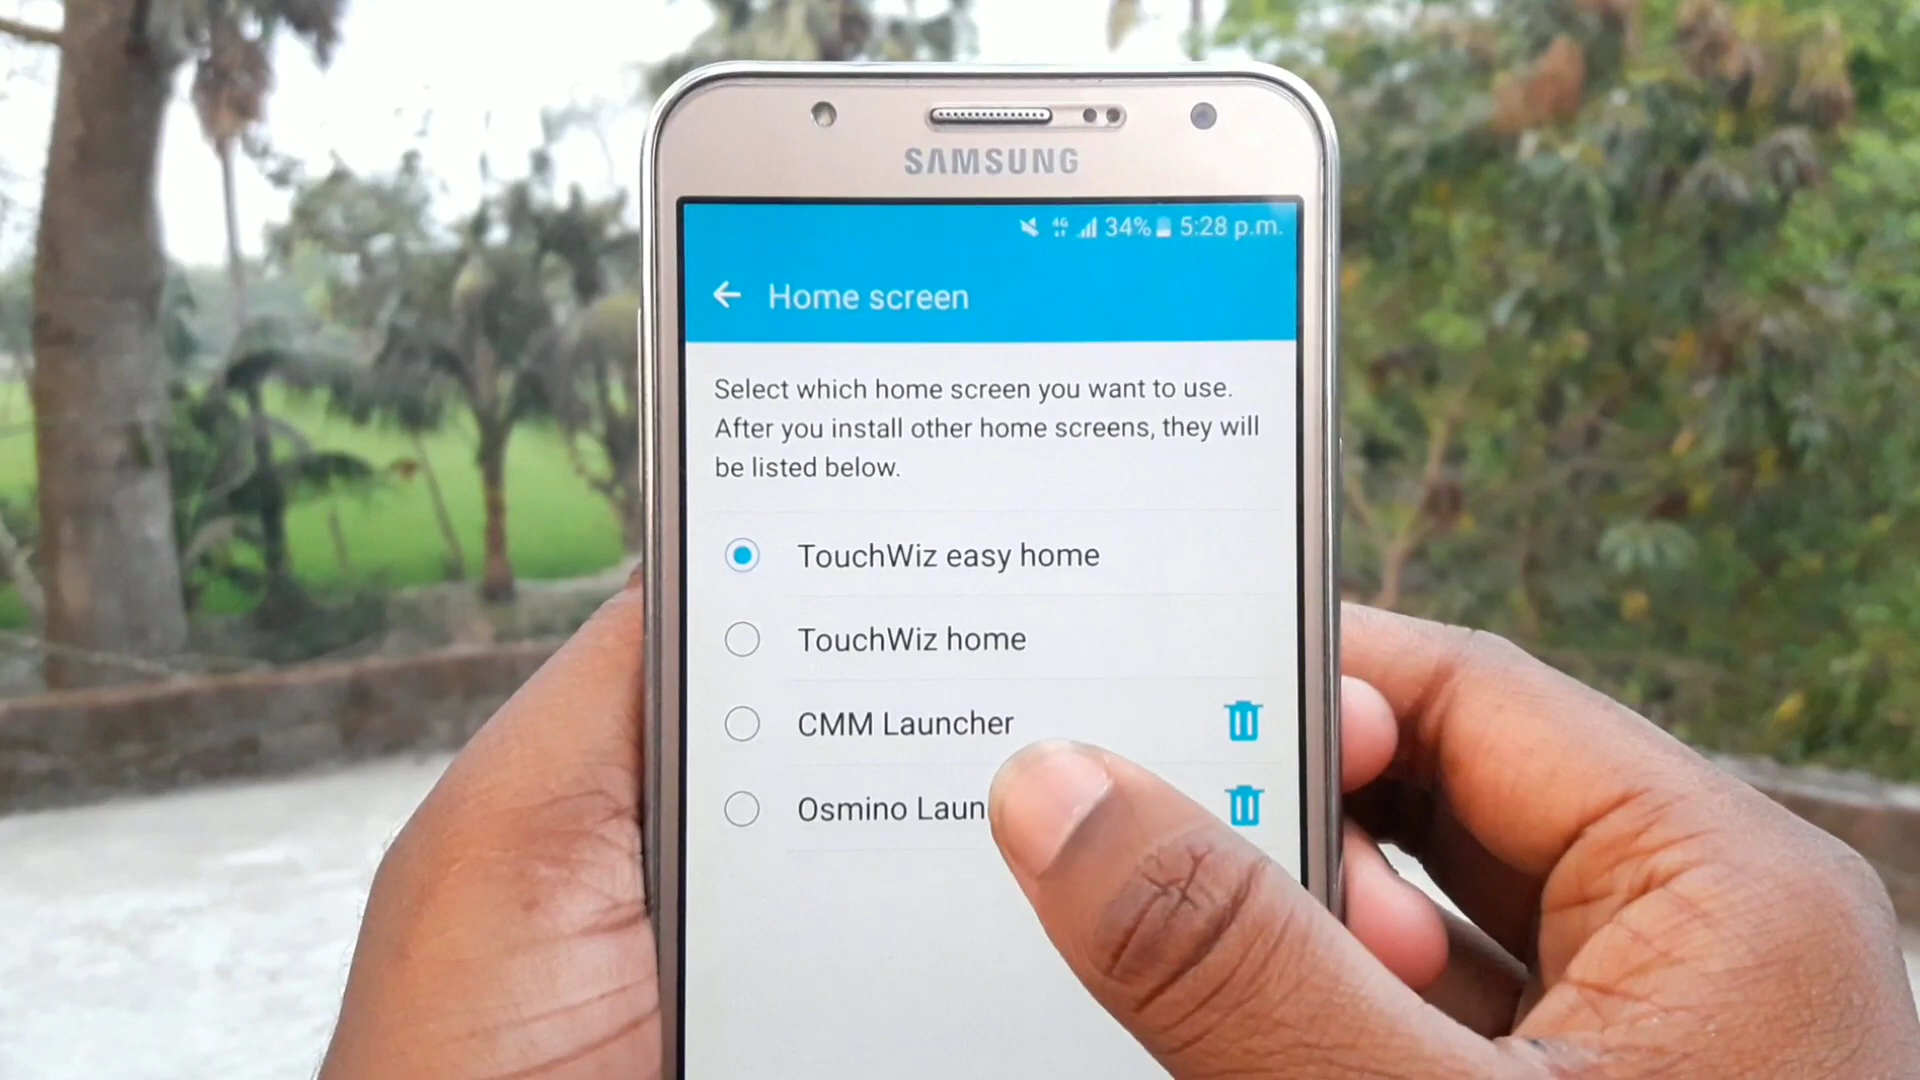 SAMSUNG
4G 34% 5:28 p.m.
Home screen
Select which home screen you want to use.
After you install other home screens, they will
be listed below.
TouchWiz easy home
TouchWiz home
CMM Launcher
Osmino Laun